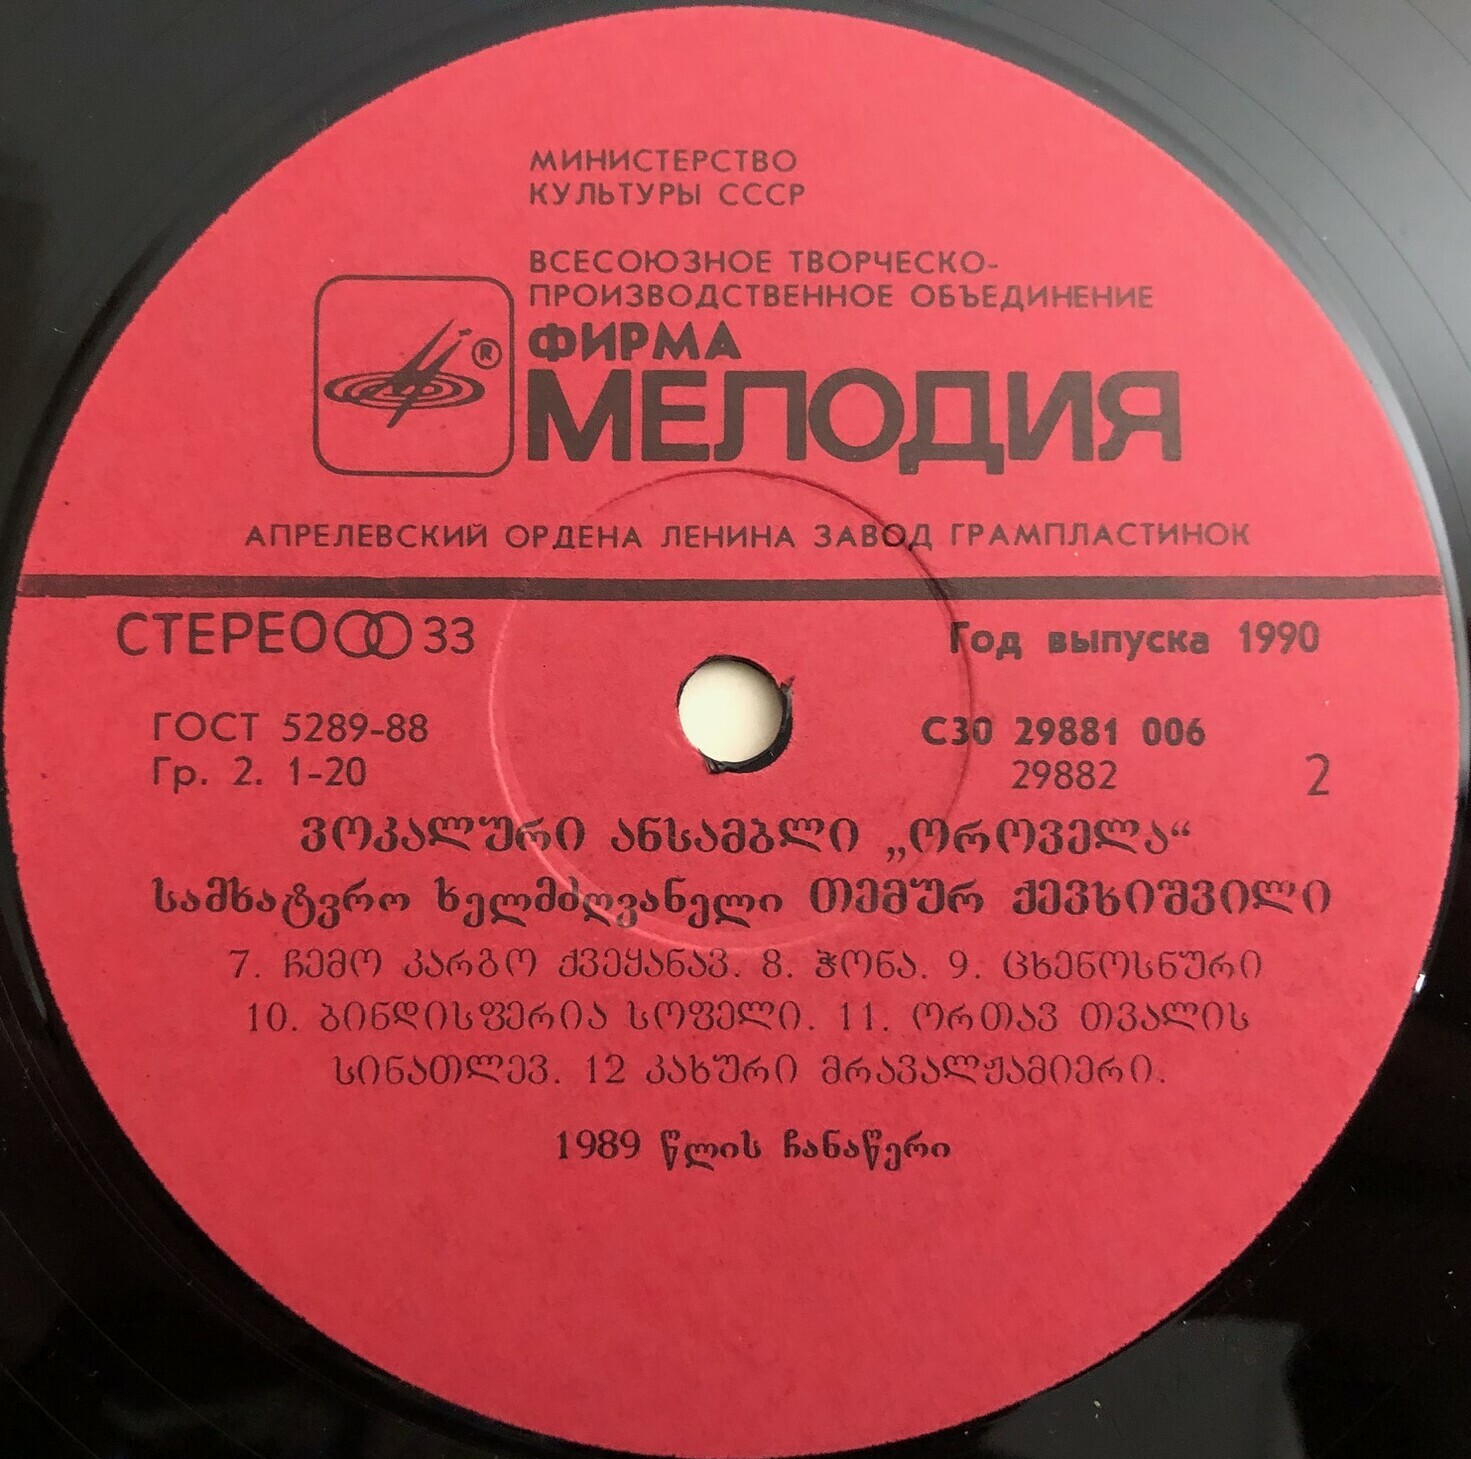 МИНИСТЕРСТВО
КУЛЬТУРЫ СССР
ВСЕСОЮЗНОЕ ТВОРЧЕСКО-
ПРОИЗВОДСТВЕННОЕ ОБЪЕДИНЕНИЕ
®
ФИРМА
МЕЛОДИЯ
АПРЕЛЕВСКИЙ ОРДЕНА ЛЕНИНА ЗАВОД ГРАМПЛАСТИНОК
СТЕРЕО 33
Год выпуска 1990
ГОСТ 5289-88
Гр. 2. 1-20
С30 29881 006
29882
2
ვოკალური ანსამბლი „ოროველა“
სამხატვრო ხელმძღვანელი თემურ ქევხიშვილი
7. ჩემო კარგო ქვეყანავ. 8. ჭონა. 9. ცხენოსნური
10. ბინდისფერია სოფელი. 11. ორთავ თვალის
სინათლევ. 12 კახური მრავალჟამიერი.
1989 წლის ჩანაწერი